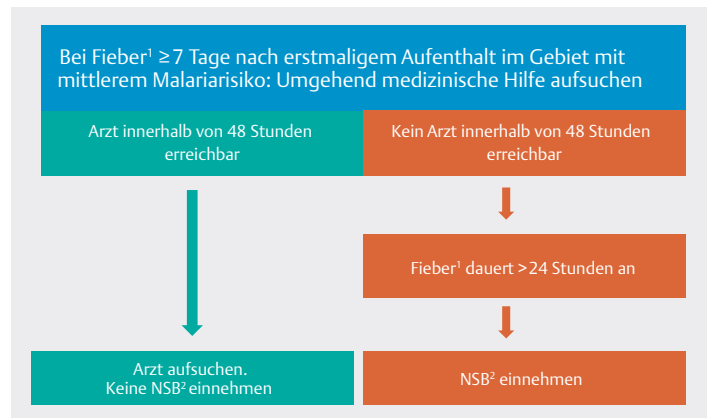 Bei Fieber¹ ≥ 7 Tage nach erstmaligem Aufenthalt im Gebiet mit
mittlerem Malariarisiko: Umgehend medizinische Hilfe aufsuchen
Arzt innerhalb von 48 Stunden
erreichbar
Kein Arzt innerhalb von 48 Stunden
erreichbar
Fieber¹ dauert >24 Stunden an
Arzt aufsuchen.
Keine NSB² einnehmen
NSB² einnehmen